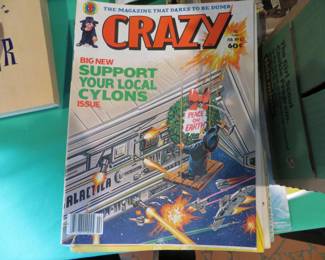 THE MAGAZINE THAT DARES TO BE DUMB
CRAZY
60¢
BIG NEW
SUPPORT
YOUR LOCAL
CYLONS
ISSUE
PEACE
ON
EARTH
GALACTICA